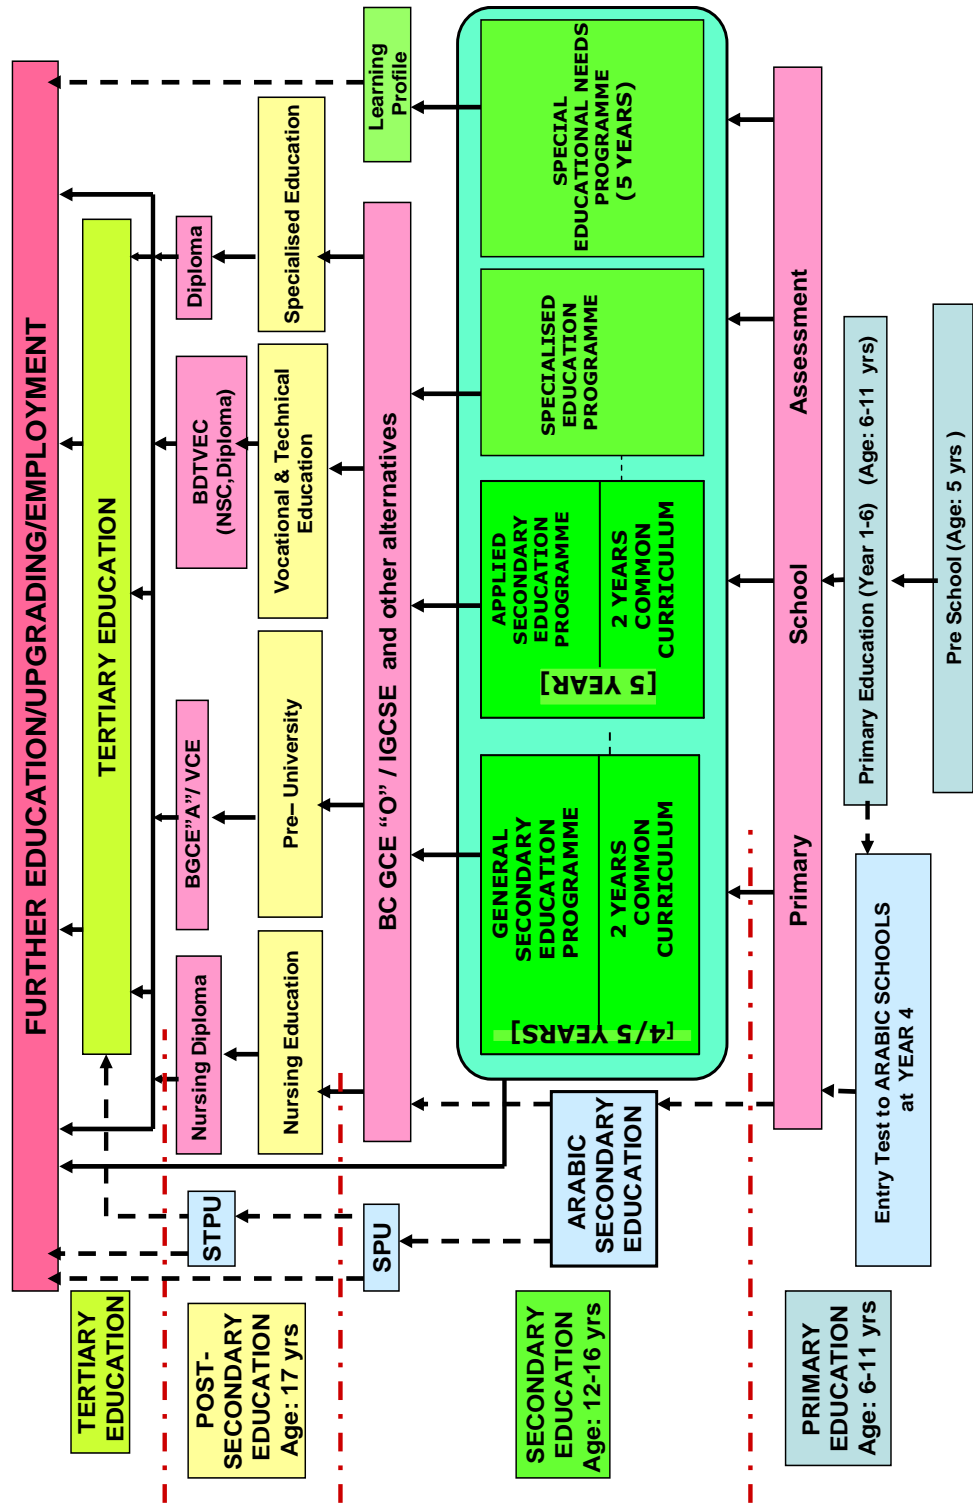 FURTHER EDUCATION/UPGRADING/EMPLOYMENT
TERTIARY
EDUCATION
TERTIARY EDUCATION
POST-
SECONDARY
EDUCATION
Age: 17 yrs
STPU
Nursing Diploma
BGCE"A"/ VCE
BDTVEC
(NSC,Diploma)
Diploma
Nursing Education
Pre– University
Vocational & Technical
Education
Specialised Education
Learning
Profile
SPU
BC GCE “O” / IGCSE and other alternatives
SECONDARY
EDUCATION
Age: 12-16 yrs
ARABIC
SECONDARY
EDUCATION
[4/5 YEARS]
GENERAL
SECONDARY
EDUCATION
PROGRAMME
2 YEARS
COMMON
CURRICULUM
[5 YEAR]
APPLIED
SECONDARY
EDUCATION
PROGRAMME
2 YEARS
COMMON
CURRICULUM
SPECIALISED
EDUCATION
PROGRAMME
SPECIAL
EDUCATIONAL NEEDS
PROGRAMME
(5 YEARS)
Primary School Assessment
PRIMARY
EDUCATION
Age: 6-11 yrs
Entry Test to ARABIC SCHOOLS
at YEAR 4
Primary Education (Year 1-6) (Age: 6-11 yrs)
Pre School (Age: 5 yrs )